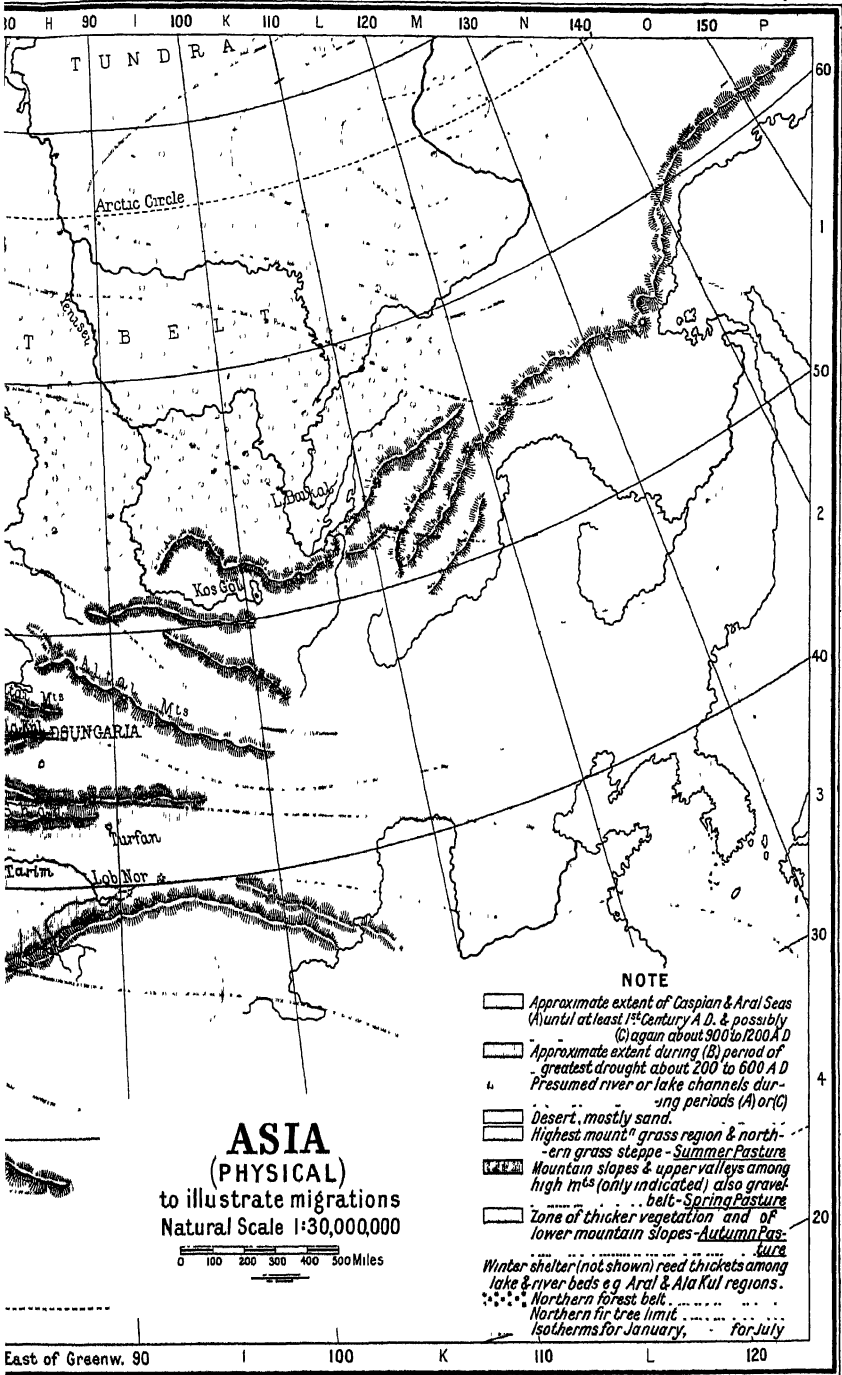 80 H 90 I 100 K 110 L 120 M 130 N 140 O 150 P
TUNDRA
60
Arctic Circle
1
Yenisey
T BELT
50
L. Baikal
2
Kos Gol
40
Altai Mts
Mts
DSUNGARIA
3
Turfan
Tarim
Lob Nor
30
NOTE
Approximate extent of Caspian & Aral Seas
(A) until at least 1st Century A D. & possibly
(C) again about 900 to 1200 A D
Approximate extent during (B) period of
greatest drought about 200 to 600 A D
Presumed river or lake channels dur-
ing periods (A) or (C)
4
Desert, mostly sand.
Highest mountn grass region & north-
-ern grass steppe - Summer Pasture
Mountain slopes & upper valleys among
high mts (only indicated) also gravel
belt - Spring Pasture
Zone of thicker vegetation and of
lower mountain slopes - Autumn Pas-
ture
20
Winter shelter (not shown) reed thickets among
lake & river beds e g Aral & Ala Kul regions.
Northern forest belt
Northern fir tree limit
Isotherms for January, - for July
ASIA
(PHYSICAL)
to illustrate migrations
Natural Scale 1:30,000,000
0 100 200 300 400 500 Miles
East of Greenw. 90 I 100 K 110 L 120